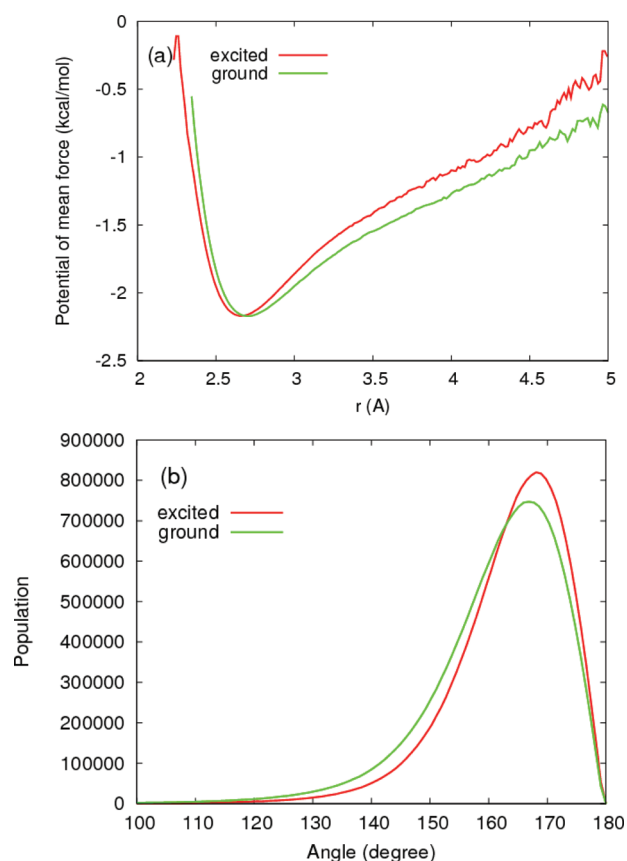 0
-0.5
-1
-1.5
-2
-2.5
Potential of mean force (kcal/mol)
(a)
excited
ground
2 2.5 3 3.5 4 4.5 5
r (A)
900000
800000
700000
600000
500000
400000
300000
200000
100000
0
Population
(b)
excited
ground
100 110 120 130 140 150 160 170 180
Angle (degree)